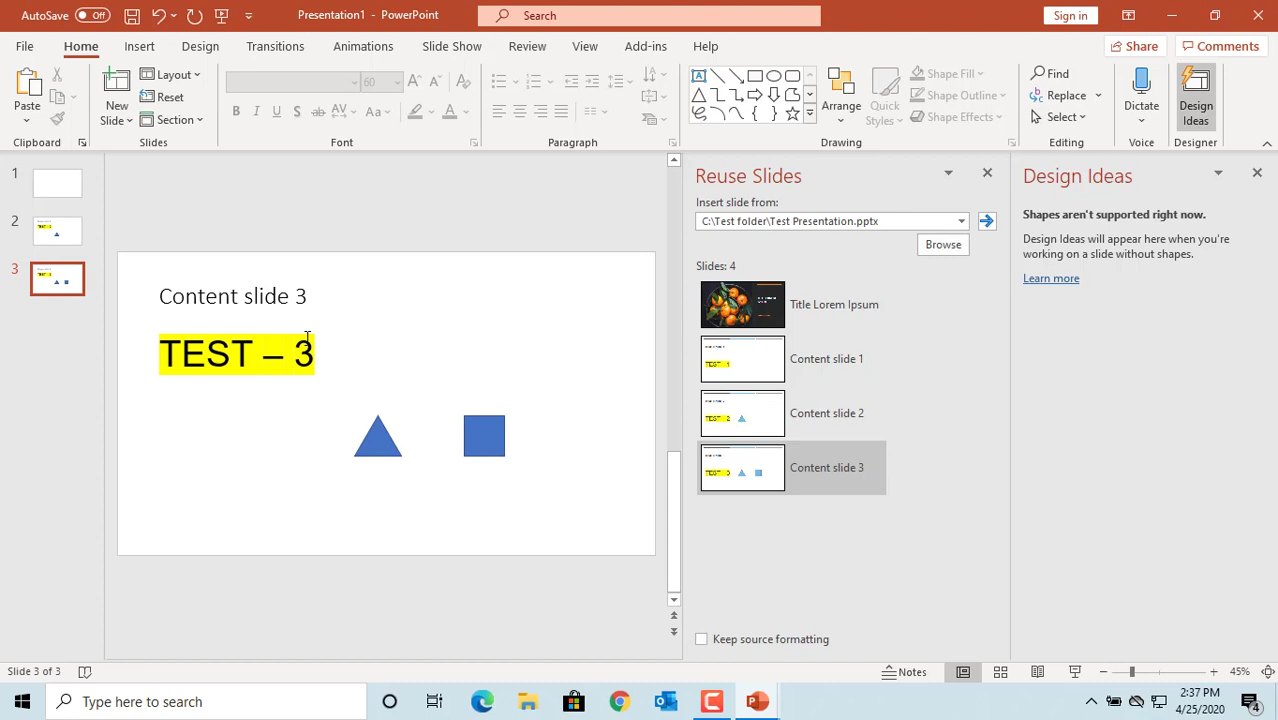 AutoSave Off Presentation1 - PowerPoint Search Sign in
File Home Insert Design Transitions Animations Slide Show Review View Add-ins Help Share Comments
Paste
New Slide
Layout
Reset
Section
60
B I U S ab AV Aa A
Arrange
Quick Styles
Shape Fill
Shape Outline
Shape Effects
Find
Replace
Select
Dictate
Design Ideas
Clipboard Slides Font Paragraph Drawing Editing Voice Designer
1
2
3
Content slide 3
TEST – 3
Reuse Slides
Insert slide from:
C:\Test folder\Test Presentation.pptx
Browse
Slides: 4
Title Lorem Ipsum
Content slide 1
Content slide 2
Content slide 3
Keep source formatting
Design Ideas
Shapes aren't supported right now.
Design Ideas will appear here when you're
working on a slide without shapes.
Learn more
Slide 3 of 3 Notes 45%
Type here to search
2:37 PM
4/25/2020
4